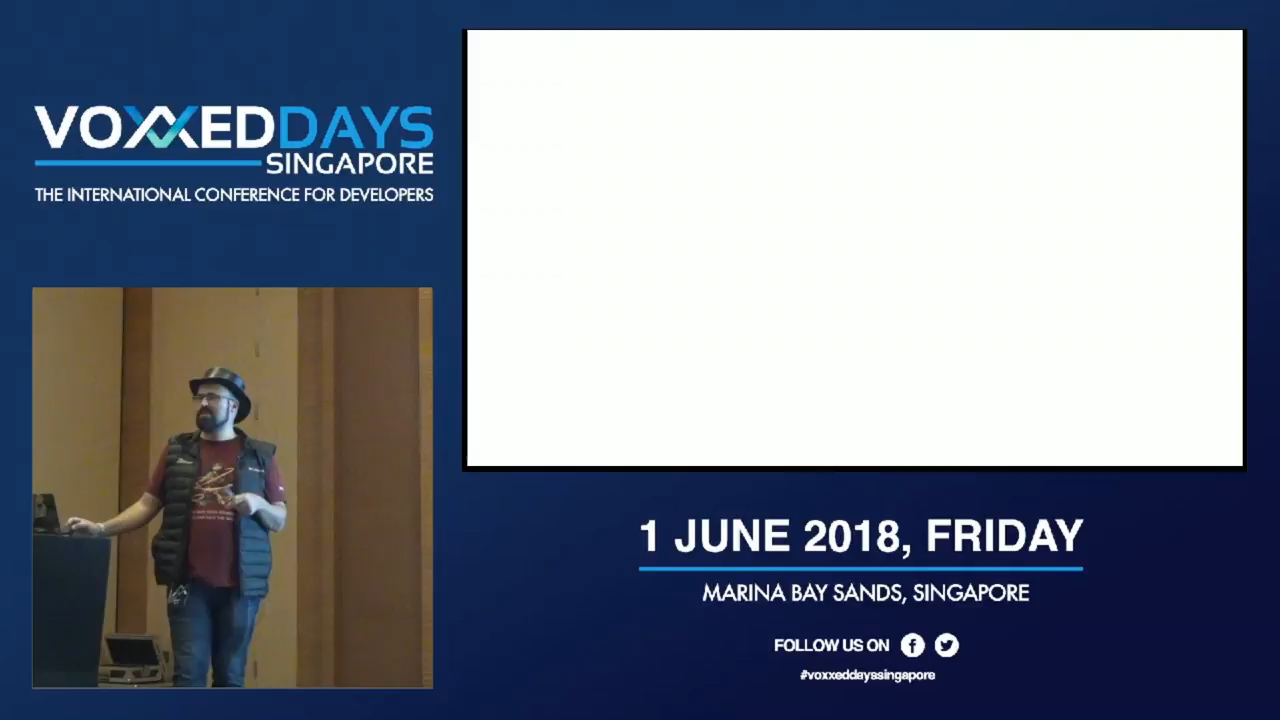 VOXXEDDAYS
SINGAPORE
THE INTERNATIONAL CONFERENCE FOR DEVELOPERS
1 JUNE 2018, FRIDAY
MARINA BAY SANDS, SINGAPORE
FOLLOW US ON
#voxxeddayssingapore